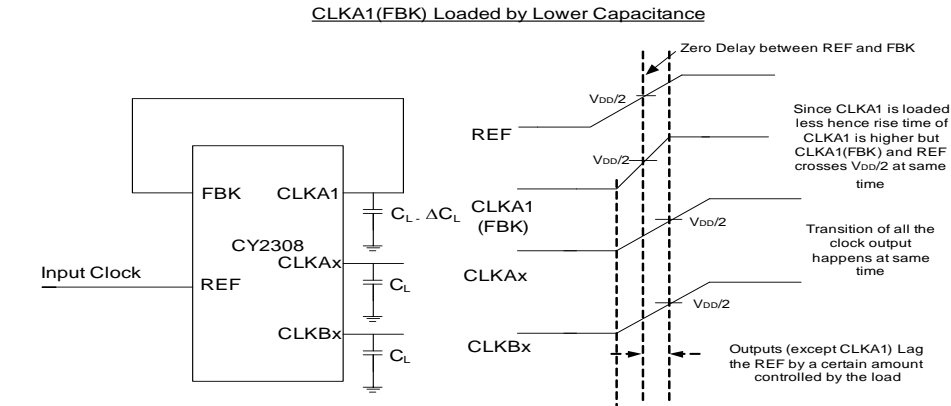 CLKA1(FBK) Loaded by Lower Capacitance
Zero Delay between REF and FBK
VDD/2
REF
Since CLKA1 is loaded
less hence rise time of
CLKA1 is higher but
CLKA1(FBK) and REF
crosses VDD/2 at same
time
VDD/2
FBK CLKA1
CL - ΔCL
CLKA1
(FBK)
VDD/2
Transition of all the
clock output
happens at same
time
CY2308
CLKAx
CLKAx
Input Clock
REF
CL
VDD/2
CLKBx
CL
CLKBx
Outputs (except CLKA1) Lag
the REF by a certain amount
controlled by the load